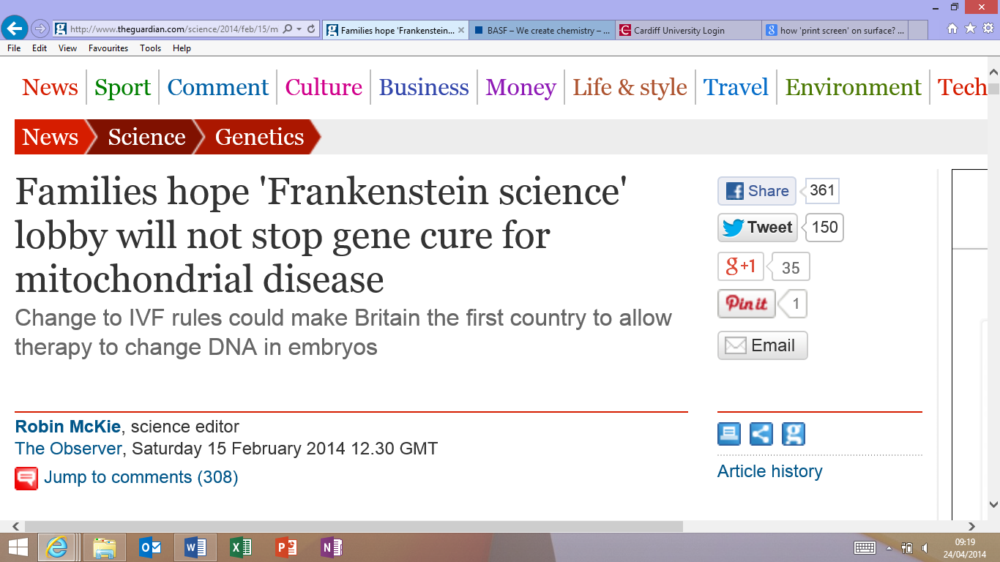 http://www.theguardian.com/science/2014/feb/15/m
Families hope 'Frankenstein...
BASF – We create chemistry – ...
Cardiff University Login
how 'print screen' on surface? ...
File Edit View Favourites Tools Help
News Sport Comment Culture Business Money Life & style Travel Environment Tech
News Science Genetics
Families hope 'Frankenstein science'
lobby will not stop gene cure for
mitochondrial disease
Change to IVF rules could make Britain the first country to allow
therapy to change DNA in embryos
Share 361
Tweet 150
g+1 35
Pin it 1
Email
Robin McKie, science editor
The Observer, Saturday 15 February 2014 12.30 GMT
Jump to comments (308)
Article history
09:19
24/04/2014